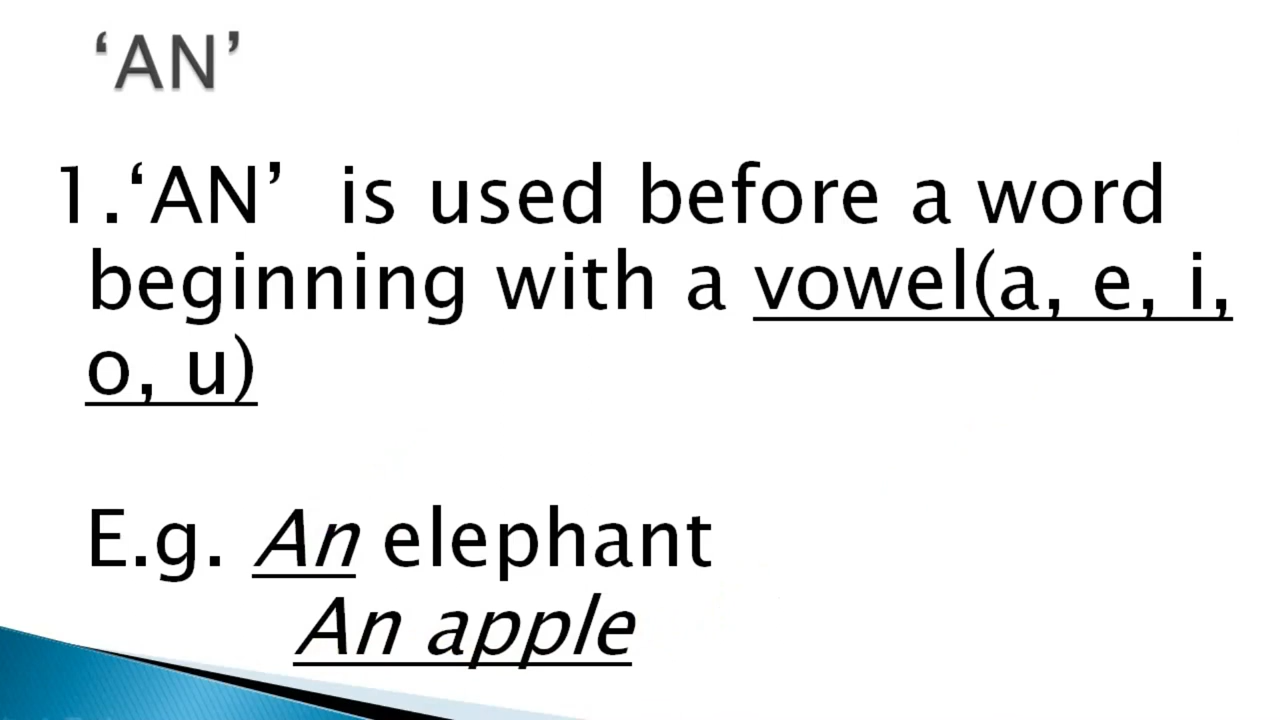 ‘AN’
1.‘AN’ is used before a word
beginning with a vowel(a, e, i,
o, u)
E.g. An elephant
An apple